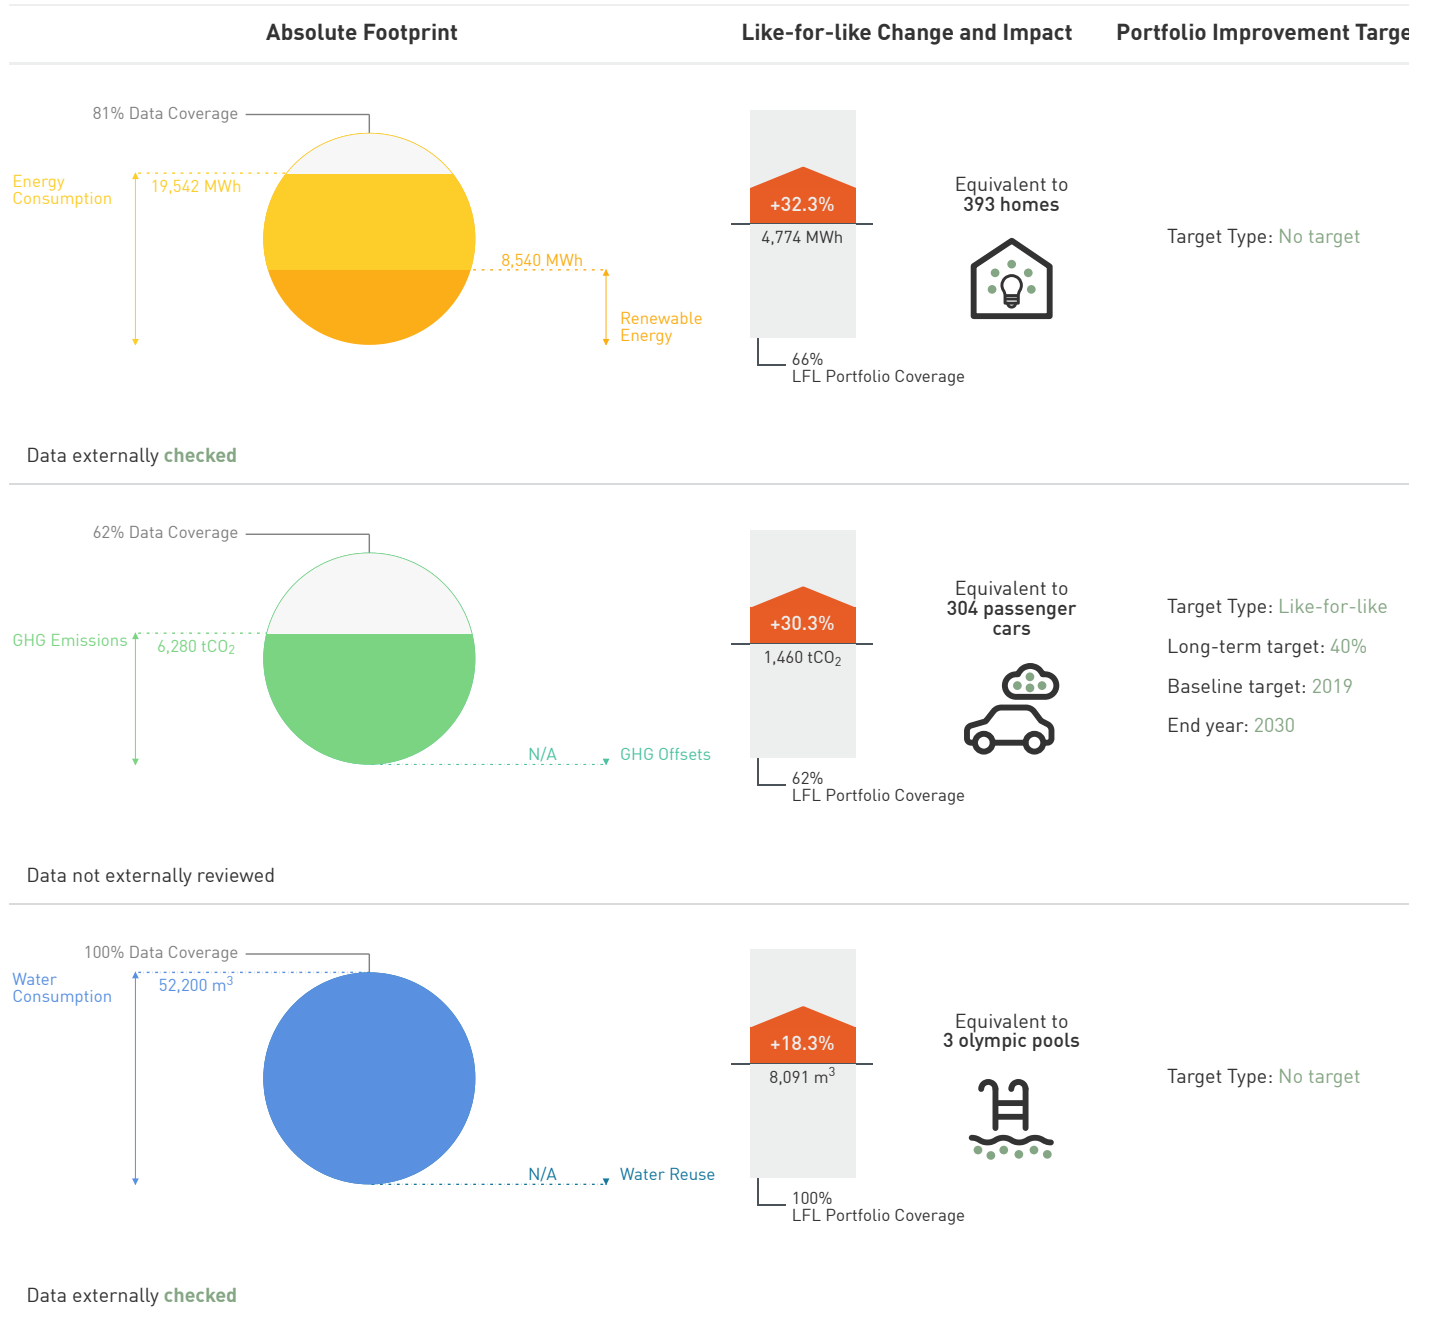 Absolute Footprint
Like-for-like Change and Impact
Portfolio Improvement Targe
81% Data Coverage
Energy
Consumption
19,542 MWh
8,540 MWh
Renewable
Energy
+32.3%
4,774 MWh
66%
LFL Portfolio Coverage
Equivalent to
393 homes
Target Type: No target
Data externally checked
62% Data Coverage
GHG Emissions
6,280 tCO₂
N/A
GHG Offsets
+30.3%
1,460 tCO₂
62%
LFL Portfolio Coverage
Equivalent to
304 passenger
cars
Target Type: Like-for-like
Long-term target: 40%
Baseline target: 2019
End year: 2030
Data not externally reviewed
100% Data Coverage
Water
Consumption
52,200 m³
N/A
Water Reuse
+18.3%
8,091 m³
100%
LFL Portfolio Coverage
Equivalent to
3 olympic pools
Target Type: No target
Data externally checked